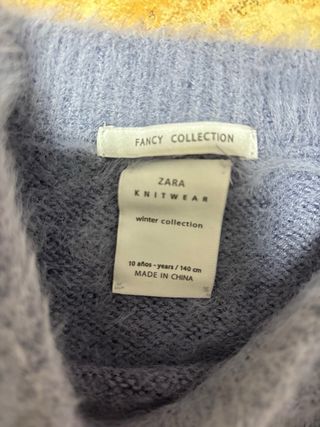 FANCY COLLECTION
ZARA
KNITWEAR
winter collection
10 años - years / 140 cm
MADE IN CHINA